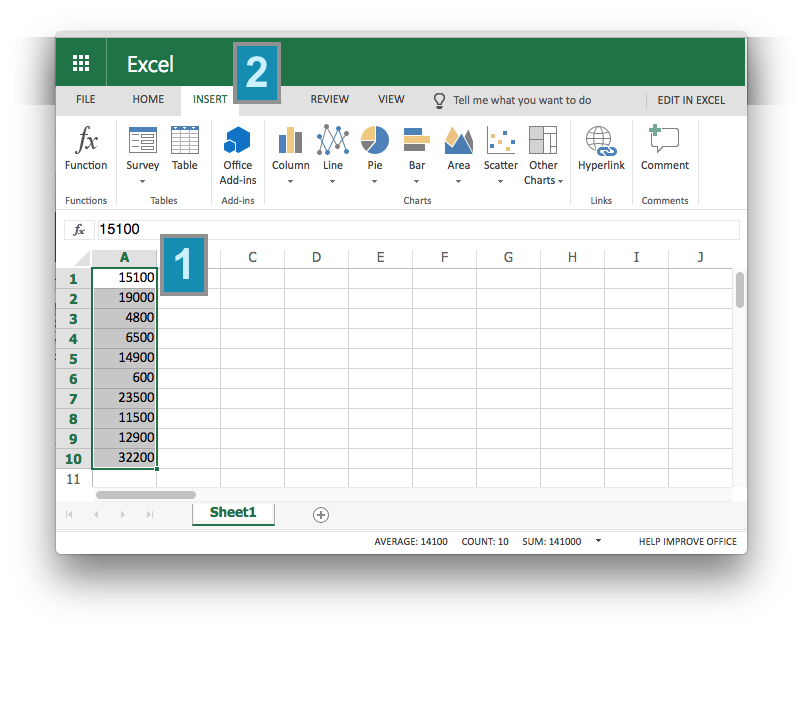 Excel
2
FILE HOME INSERT REVIEW VIEW Tell me what you want to do EDIT IN EXCEL
fx
Function Survey Table Office Add-ins Column Line Pie Bar Area Scatter Other Charts Hyperlink Comment
Functions Tables Add-ins Charts Links Comments
fx 15100
1
A C D E F G H I J
1 15100
2 19000
3 4800
4 6500
5 14900
6 600
7 23500
8 11500
9 12900
10 32200
11
Sheet1
AVERAGE: 14100 COUNT: 10 SUM: 141000 HELP IMPROVE OFFICE